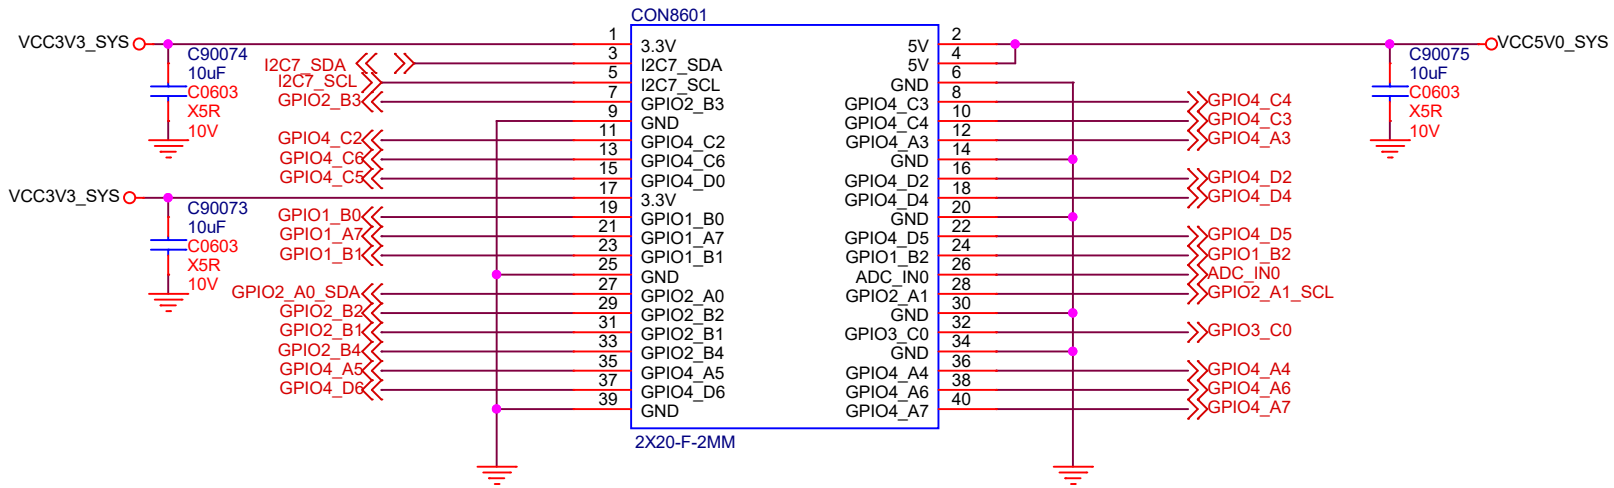 CON8601
VCC3V3_SYS
C90074
10uF
C0603
X5R
10V
I2C7_SDA
I2C7_SCL
GPIO2_B3
GPIO4_C2
GPIO4_C6
GPIO4_C5
VCC3V3_SYS
C90073
10uF
C0603
X5R
10V
GPIO1_B0
GPIO1_A7
GPIO1_B1
GPIO2_A0_SDA
GPIO2_B2
GPIO2_B1
GPIO2_B4
GPIO4_A5
GPIO4_D6
1 3.3V
3 I2C7_SDA
5 I2C7_SCL
7 GPIO2_B3
9 GND
11 GPIO4_C2
13 GPIO4_C6
15 GPIO4_D0
17 3.3V
19 GPIO1_B0
21 GPIO1_A7
23 GPIO1_B1
25 GND
27 GPIO2_A0
29 GPIO2_B2
31 GPIO2_B1
33 GPIO2_B4
35 GPIO4_A5
37 GPIO4_D6
39 GND
5V 2
5V 4
GND 6
GPIO4_C3 8
GPIO4_C4 10
GPIO4_A3 12
GND 14
GPIO4_D2 16
GPIO4_D4 18
GND 20
GPIO4_D5 22
GPIO1_B2 24
ADC_IN0 26
GPIO2_A1 28
GND 30
GPIO3_C0 32
GND 34
GPIO4_A4 36
GPIO4_A6 38
GPIO4_A7 40
GPIO4_C4
GPIO4_C3
GPIO4_A3
GPIO4_D2
GPIO4_D4
GPIO4_D5
GPIO1_B2
ADC_IN0
GPIO2_A1_SCL
GPIO3_C0
GPIO4_A4
GPIO4_A6
GPIO4_A7
VCC5V0_SYS
C90075
10uF
C0603
X5R
10V
2X20-F-2MM